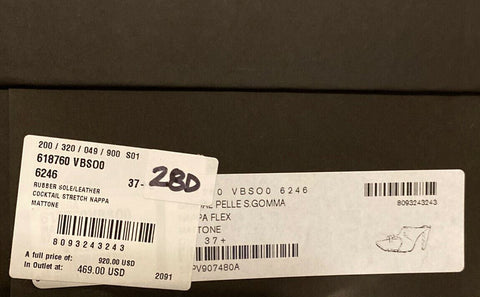 200 / 320 / 049 / 900 S01
618760 VBSO0
6246
37- 28D
RUBBER SOLE/LEATHER
COCKTAIL STRETCH NAPPA
MATTONE
8093243243
A full price of: 920.00 USD
In Outlet at: 469.00 USD
2091
0 VBSO0 6246
PELLE S.GOMMA
PA FLEX
TONE
37+
PV907480A
8093243243